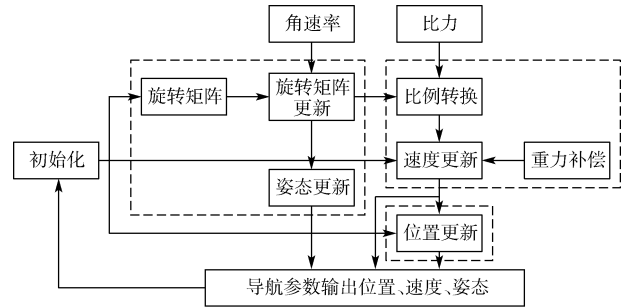 角速率
比力
旋转矩阵
旋转矩阵
更新
比例转换
初始化
速度更新
重力补偿
姿态更新
位置更新
导航参数输出位置、速度、姿态